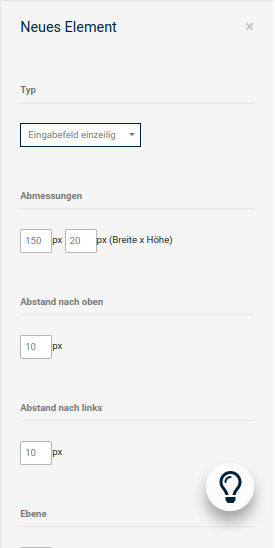 Neues Element ×
Typ
Eingabefeld einzeilig
Abmessungen
150 px 20 px (Breite x Höhe)
Abstand nach oben
10 px
Abstand nach links
10 px
Ebene